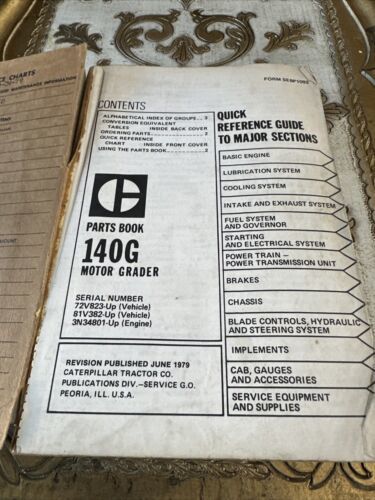 CE CHARTS
MAINTENANCE INFORMATION
FORM SEBP1052
CONTENTS
ALPHABETICAL INDEX OF GROUPS... 3
CONVERSION EQUIVALENT
TABLES INSIDE BACK COVER
ORDERING PARTS.................. 2
QUICK REFERENCE
CHART INSIDE FRONT COVER
USING THE PARTS BOOK........... 2
PARTS BOOK
140G
MOTOR GRADER
SERIAL NUMBER
72V823-Up (Vehicle)
81V382-Up (Vehicle)
3N34801-Up (Engine)
REVISION PUBLISHED JUNE 1979
CATERPILLAR TRACTOR CO.
PUBLICATIONS DIV.—SERVICE G.O.
PEORIA, ILL. U.S.A.
QUICK
REFERENCE GUIDE
TO MAJOR SECTIONS
BASIC ENGINE
LUBRICATION SYSTEM
COOLING SYSTEM
INTAKE AND EXHAUST SYSTEM
FUEL SYSTEM
AND GOVERNOR
STARTING
AND ELECTRICAL SYSTEM
POWER TRAIN —
POWER TRANSMISSION UNIT
BRAKES
CHASSIS
BLADE CONTROLS, HYDRAULIC
AND STEERING SYSTEM
IMPLEMENTS
CAB, GAUGES
AND ACCESSORIES
SERVICE EQUIPMENT
AND SUPPLIES